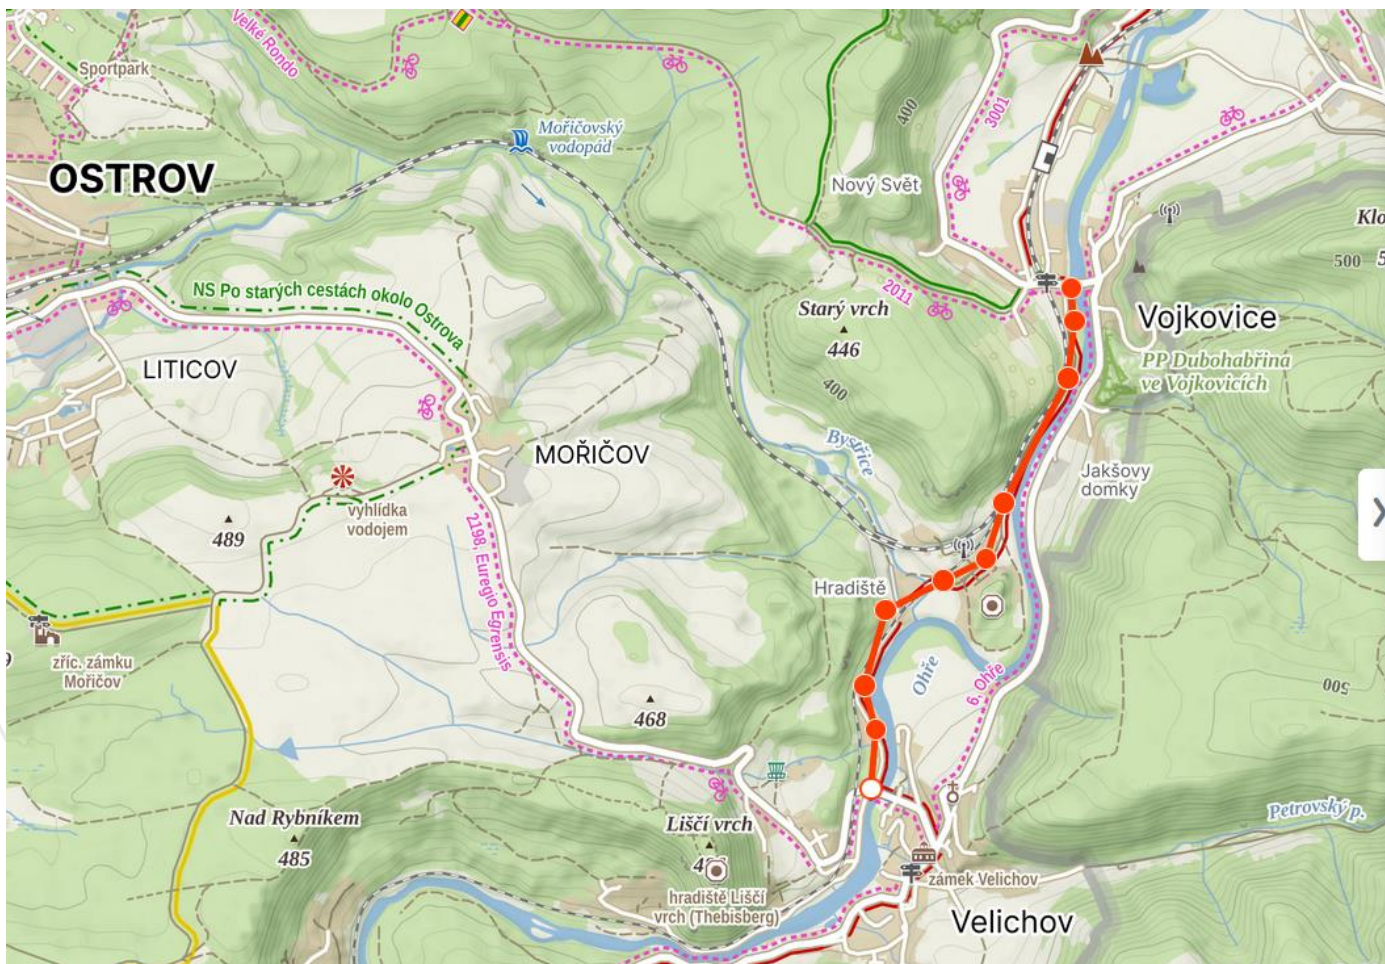 Velké Rondo
Sportpark
Mořičovský
vodopád
OSTROV
400
3001
Nový Svět
Klo
500
5
NS Po starých cestách okolo Ostrova
2011
Starý vrch
446
Vojkovice
PP Dubohabřina
ve Vojkovicích
LITICOV
400
Bystřice
MOŘIČOV
Jakšovy
domky
vyhlídka
vodojem
489
2198, Euregio Egrensis
Hradiště
zříc. zámku
Mořičov
9
Ohře
6, Ohře
500
468
Nad Rybníkem
485
Liščí vrch
hradiště Liščí
vrch (Thebisberg)
Petrovský p.
zámek Velichov
Velichov